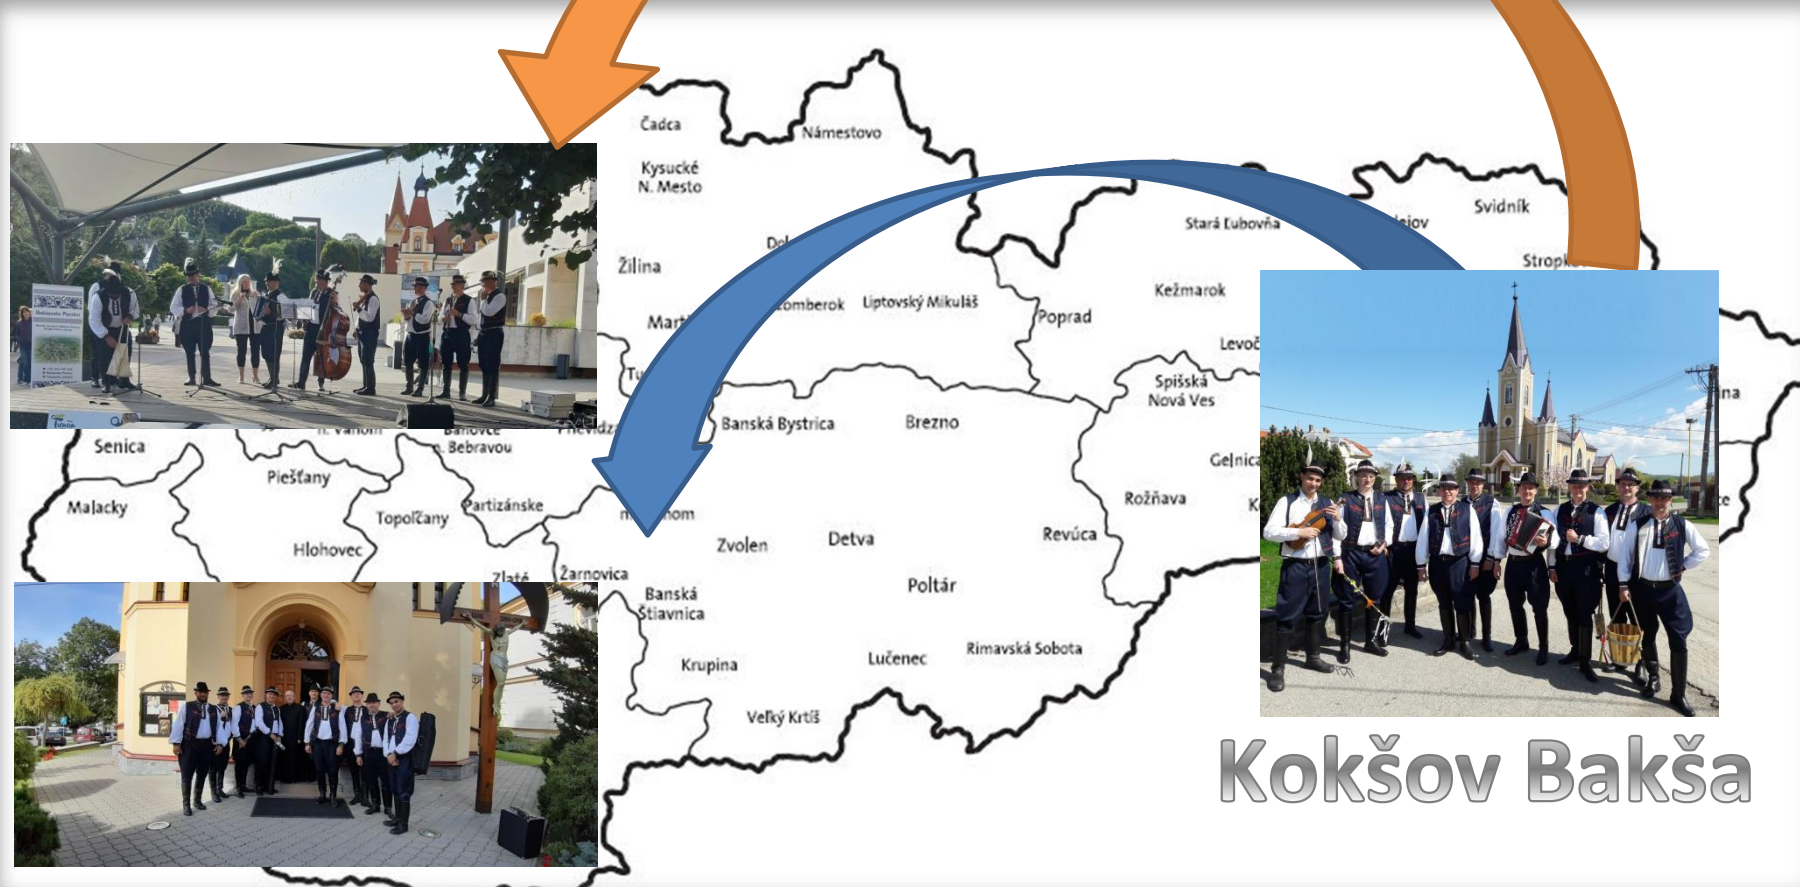 Čadca
Námestovo
Kysucké
N. Mesto
Svidník
Stará Ľubovňa
Žilina
Kežmarok
Liptovský Mikuláš
Poprad
Spišská
Nová Ves
Banská Bystrica
Brezno
Senica
n. Bebravou
Gelnica
Piešťany
Malacky
Partizánske
Topoľčany
Rožňava
Hlohovec
Zvolen
Detva
Revúca
Zlaté
Žarnovica
Banská
Štiavnica
Poltár
Krupina
Lučenec
Rimavská Sobota
Veľký Krtíš
Kokšov Bakša